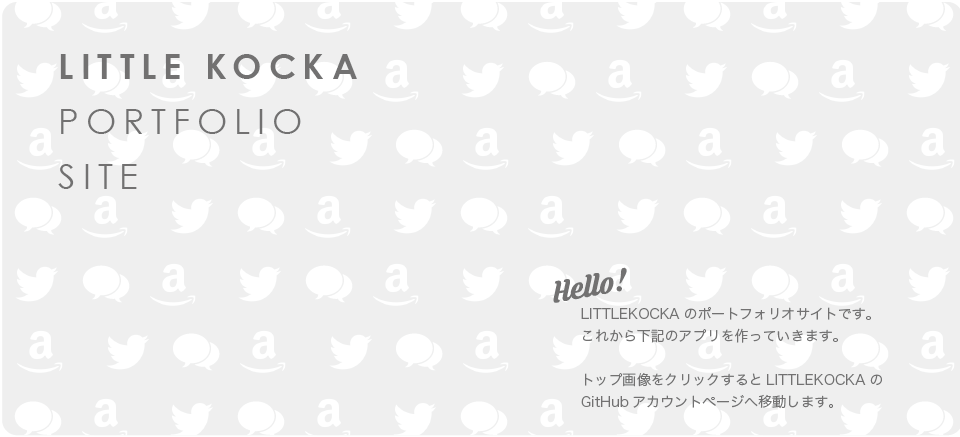 LITTLE KOCKA
PORTFOLIO
SITE
Hello!
LITTLEKOCKA のポートフォリオサイトです。
これから下記のアプリを作っていきます。
トップ画像をクリックすると LITTLEKOCKA の
GitHub アカウントページへ移動します。